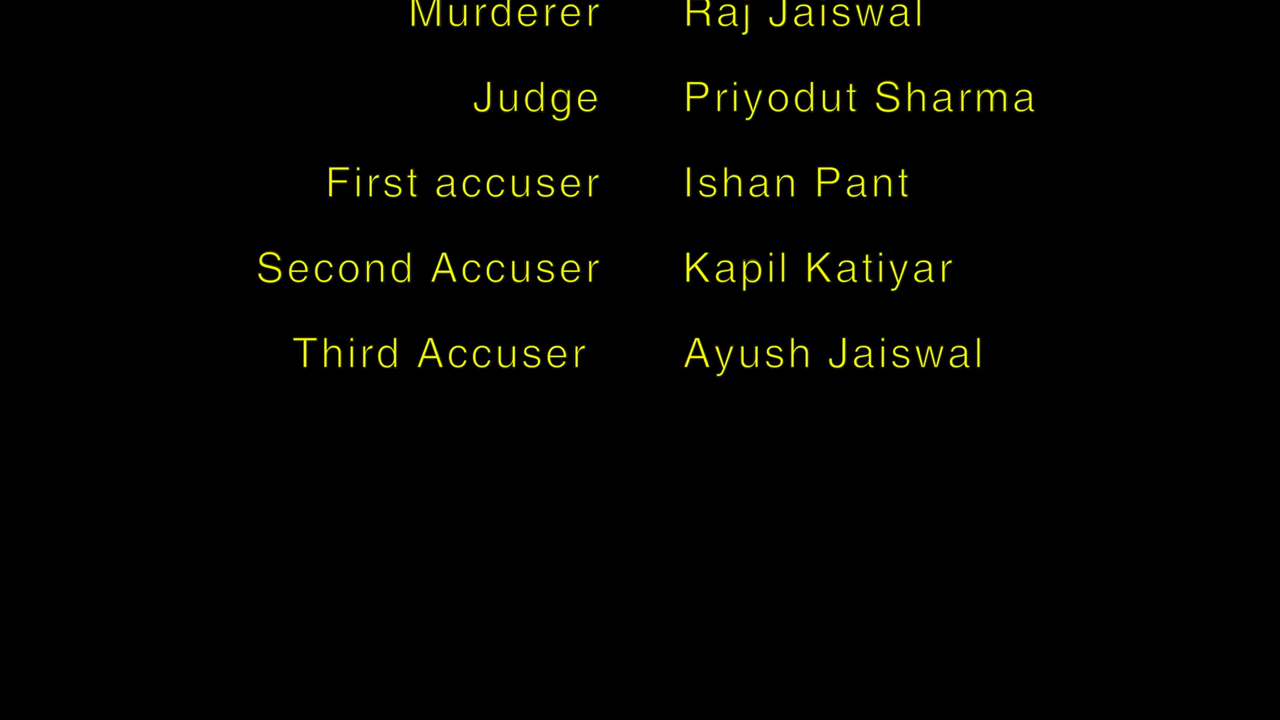 Murderer Raj Jaiswal
Judge Priyodut Sharma
First accuser Ishan Pant
Second Accuser Kapil Katiyar
Third Accuser Ayush Jaiswal